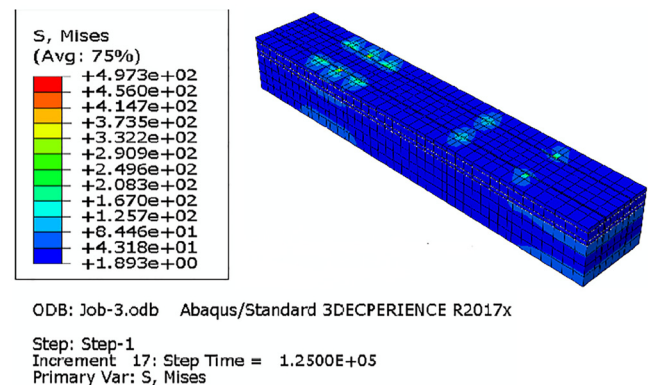 S, Mises
(Avg: 75%)
+4.973e+02
+4.560e+02
+4.147e+02
+3.735e+02
+3.322e+02
+2.909e+02
+2.496e+02
+2.083e+02
+1.670e+02
+1.257e+02
+8.446e+01
+4.318e+01
+1.893e+00
ODB: Job-3.odb Abaqus/Standard 3DECPERIENCE R2017x
Step: Step-1
Increment 17: Step Time = 1.2500E+05
Primary Var: S, Mises